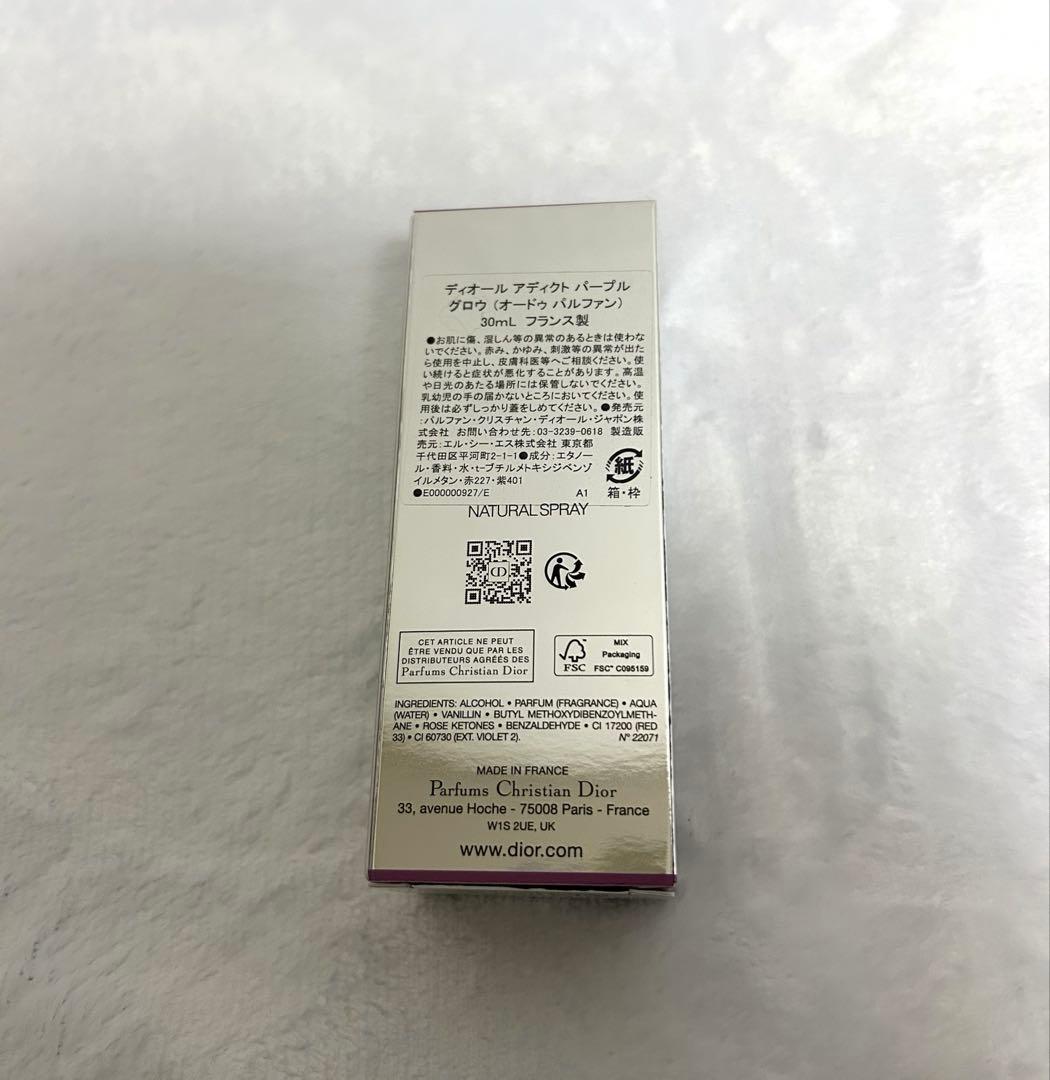 ディオール アディクト パープル
グロウ（オードゥ パルファン）
30mL フランス製
●お肌に傷、湿しん等の異常のあるときは使わな
いでください。赤み、かゆみ、刺激等の異常が出た
ら使用を中止し、皮膚科医等へご相談ください。使
い続けると症状が悪化することがあります。高温
や日光のあたる場所には保管しないでください。
乳幼児の手の届かないところにおいてください。使
用後は必ずしっかり蓋をしめてください。●発売元
:パルファン・クリスチャン・ディオール・ジャポン株
式会社 お問い合わせ先:03-3239-0618 製造販
売元:エル・シー・エス株式会社 東京都
千代田区平河町2-1-1●成分:エタノー
ル・香料・水・t-ブチルメトキシジベンゾ
イルメタン・赤227・紫401
●E000000927/E A1
紙
箱・枠
NATURAL SPRAY
CD
CET ARTICLE NE PEUT
ÊTRE VENDU QUE PAR LES
DISTRIBUTEURS AGRÉÉS DES
Parfums Christian Dior
FSC
MIX
Packaging
FSC™ C095159
INGREDIENTS: ALCOHOL • PARFUM (FRAGRANCE) • AQUA
(WATER) • VANILLIN • BUTYL METHOXYDIBENZOYLMETH-
ANE • ROSE KETONES • BENZALDEHYDE • CI 17200 (RED
33) • CI 60730 (EXT. VIOLET 2). N° 22071
MADE IN FRANCE
Parfums Christian Dior
33, avenue Hoche - 75008 Paris - France
W1S 2UE, UK
www.dior.com